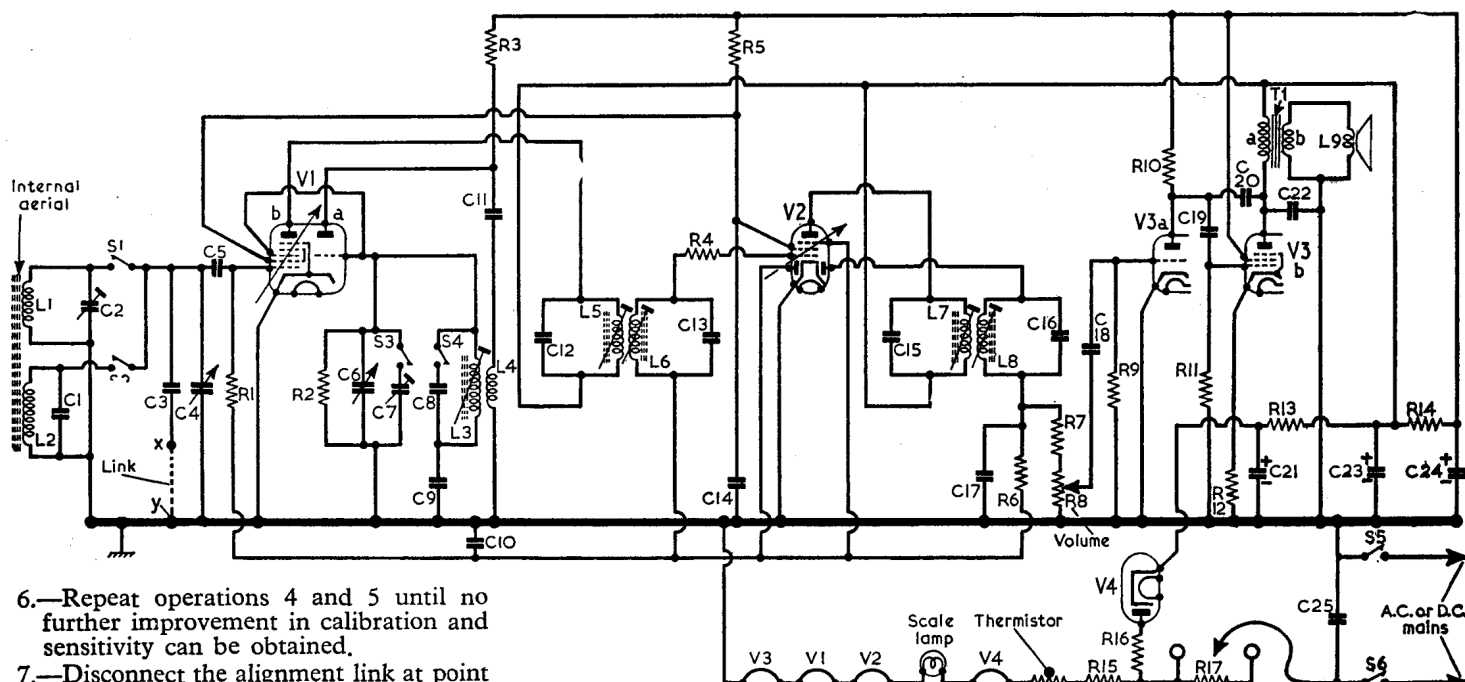 R3
R5
T1
a
b
L9
R10
C
20
C22
Internal
aerial
V1
b
a
C11
V2
V3a
C19
V3
b
S1
C5
R4
L1
C2
L5
L7
C
18
C13
C16
C12
L6
C15
L8
S3
S4
L4
C1
L2
C3
C4
R1
R2
C6
C7
C8
L3
R9
R11
R13
R14
x
Link
y
C9
C14
C17
R7
R6
R8
R
12
C21
C23
C24
+
-
+
-
+
-
C10
Volume
S5
V4
C25
A.C. or D.C.
mains
6.—Repeat operations 4 and 5 until no
further improvement in calibration and
sensitivity can be obtained.
7.—Disconnect the alignment link at point
Scale
lamp
Thermistor
R16
V3
V1
V2
V4
R15
R17
S6